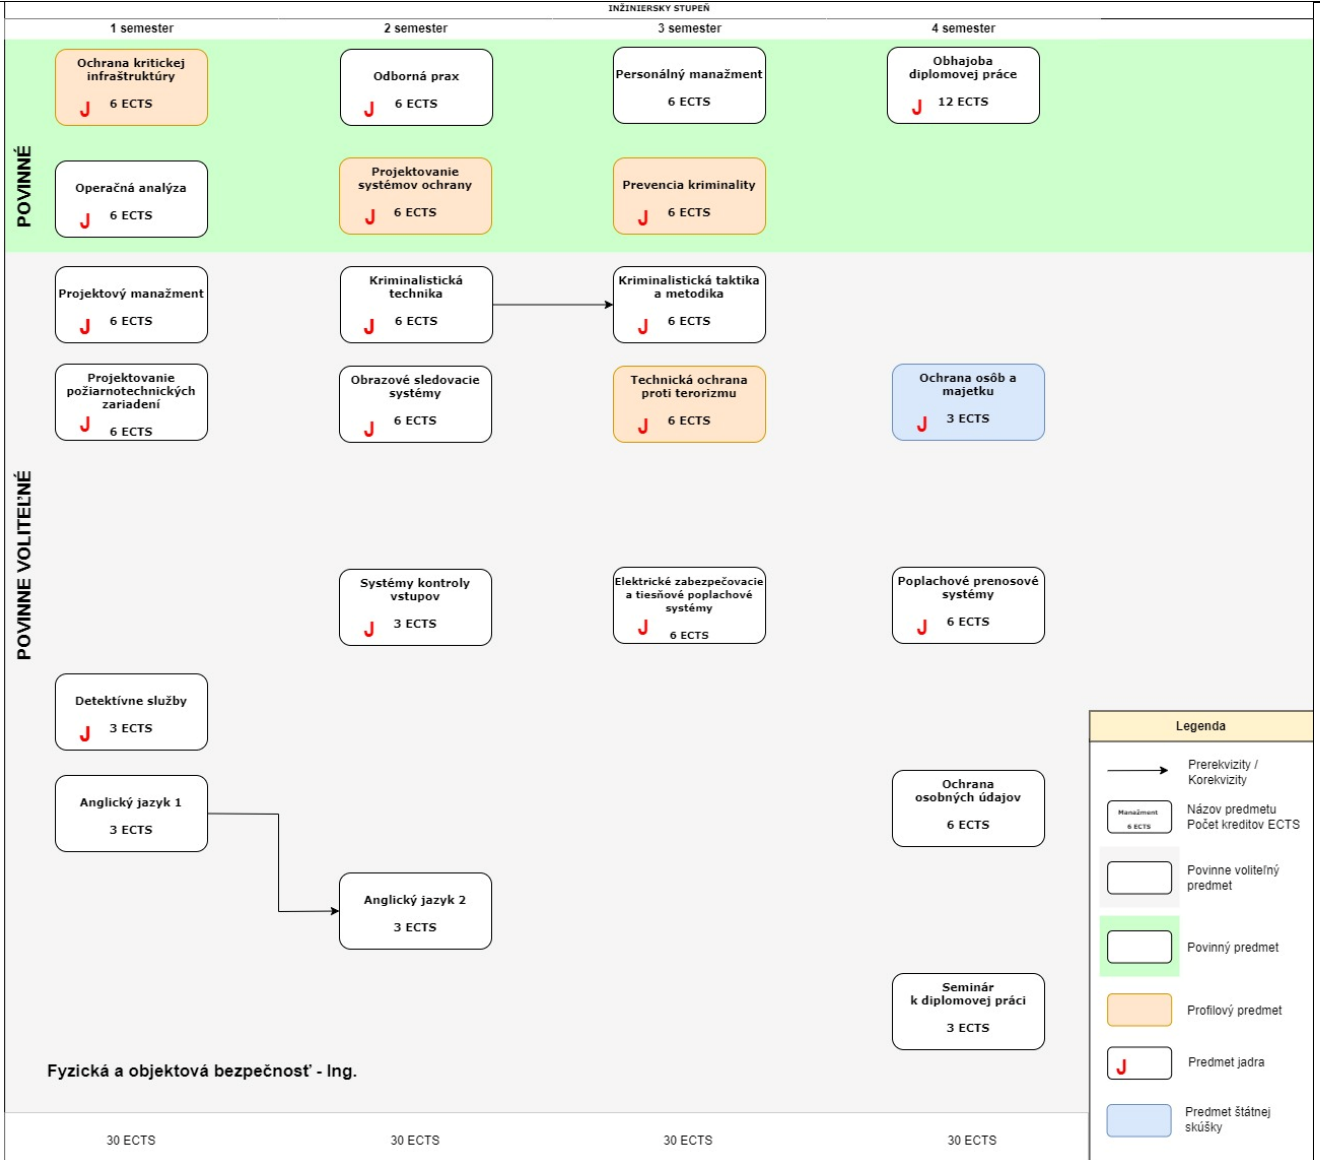 INŽINIERSKY STUPEŇ
1 semester
2 semester
3 semester
4 semester
POVINNÉ
Ochrana kritickej
infraštruktúry
J 6 ECTS
Odborná prax
J 6 ECTS
Personálný manažment
6 ECTS
Obhajoba
diplomovej práce
J 12 ECTS
Operačná analýza
J 6 ECTS
Projektovanie
systémov ochrany
J 6 ECTS
Prevencia kriminality
J 6 ECTS
POVINNE VOLITEĽNÉ
Projektový manažment
J 6 ECTS
Kriminalistická
technika
J 6 ECTS
Kriminalistická taktika
a metodika
J 6 ECTS
Projektovanie
požiarnotechnických
zariadení
J 6 ECTS
Obrazové sledovacie
systémy
J 6 ECTS
Technická ochrana
proti terorizmu
J 6 ECTS
Ochrana osôb a
majetku
J 3 ECTS
Systémy kontroly
vstupov
J 3 ECTS
Elektrické zabezpečovacie
a tiesňové poplachové
systémy
J 6 ECTS
Poplachové prenosové
systémy
J 6 ECTS
Detektívne služby
J 3 ECTS
Anglický jazyk 1
3 ECTS
Ochrana
osobných údajov
6 ECTS
Anglický jazyk 2
3 ECTS
Seminár
k diplomovej práci
3 ECTS
Fyzická a objektová bezpečnosť - Ing.
30 ECTS
30 ECTS
30 ECTS
30 ECTS
Legenda
Prerekvizity /
Korekvizity
Manažment
6 ECTS
Názov predmetu
Počet kreditov ECTS
Povinne voliteľný
predmet
Povinný predmet
Profilový predmet
J
Predmet jadra
Predmet štátnej
skúšky